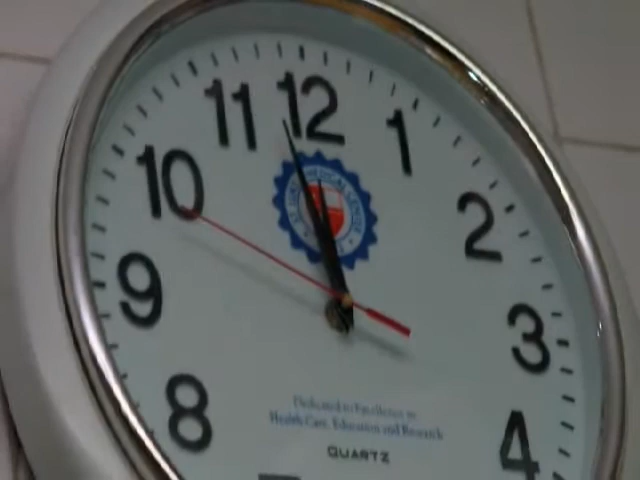 11 12 1
10 2
9 3
8 4
Dedicated to Excellence in
Health Care, Education and Research
QUARTZ